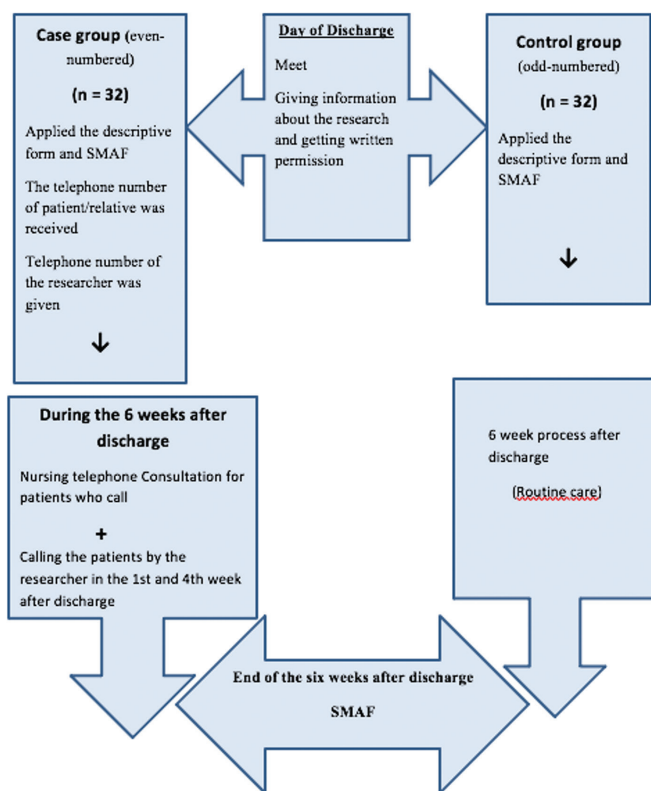 Case group (even-
numbered)
(n = 32)
Applied the descriptive
form and SMAF
The telephone number
of patient/relative was
received
Telephone number of
the researcher was
given
Day of Discharge
Meet
Giving information
about the research
and getting written
permission
Control group
(odd-numbered)
(n = 32)
Applied the
descriptive form and
SMAF
During the 6 weeks after
discharge
Nursing telephone Consultation for
patients who call
+
Calling the patients by the
researcher in the 1st and 4th week
after discharge
6 week process after
discharge
(Routine care)
End of the six weeks after discharge
SMAF